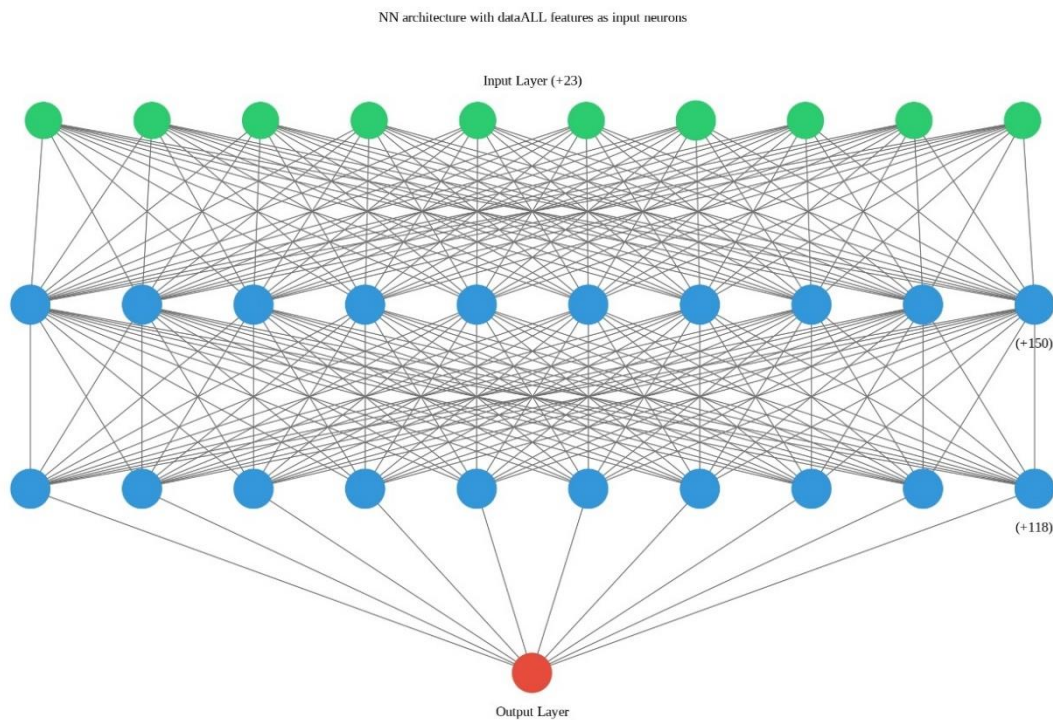 NN architecture with dataALL features as input neurons
Input Layer (+23)
(+150)
(+118)
Output Layer